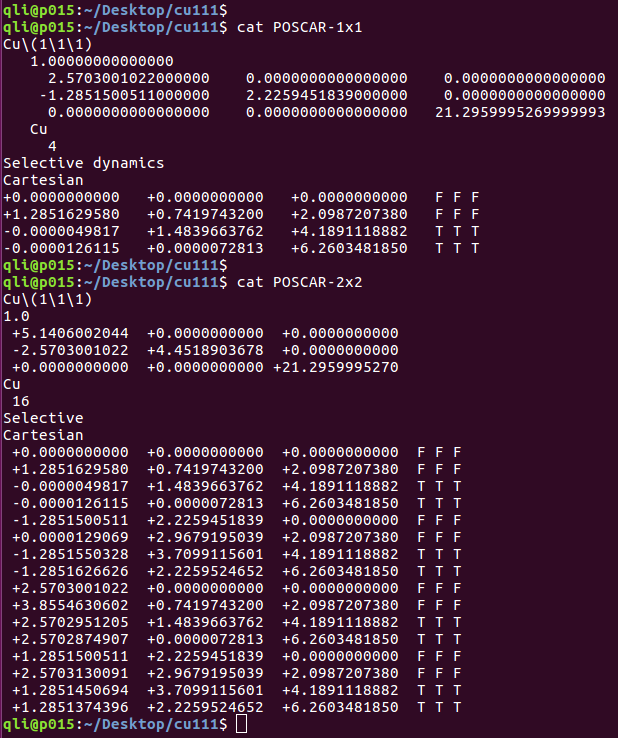 qli@p015:~/Desktop/cu111$
qli@p015:~/Desktop/cu111$ cat POSCAR-1x1
Cu\(1\1\1)
   1.00000000000000
     2.5703001022000000    0.0000000000000000    0.0000000000000000
    -1.2851500511000000    2.2259451839000000    0.0000000000000000
     0.0000000000000000    0.0000000000000000   21.2959995269999993
   Cu
     4
Selective dynamics
Cartesian
+0.0000000000   +0.0000000000   +0.0000000000   F F F
+1.2851629580   +0.7419743200   +2.0987207380   F F F
-0.0000049817   +1.4839663762   +4.1891118882   T T T
-0.0000126115   +0.0000072813   +6.2603481850   T T T
qli@p015:~/Desktop/cu111$
qli@p015:~/Desktop/cu111$ cat POSCAR-2x2
Cu\(1\1\1)
1.0
 +5.1406002044  +0.0000000000  +0.0000000000
 -2.5703001022  +4.4518903678  +0.0000000000
 +0.0000000000  +0.0000000000 +21.2959995270
Cu
 16
Selective
Cartesian
 +0.0000000000  +0.0000000000  +0.0000000000  F F F
 +1.2851629580  +0.7419743200  +2.0987207380  F F F
 -0.0000049817  +1.4839663762  +4.1891118882  T T T
 -0.0000126115  +0.0000072813  +6.2603481850  T T T
 -1.2851500511  +2.2259451839  +0.0000000000  F F F
 +0.0000129069  +2.9679195039  +2.0987207380  F F F
 -1.2851550328  +3.7099115601  +4.1891118882  T T T
 -1.2851626626  +2.2259524652  +6.2603481850  T T T
 +2.5703001022  +0.0000000000  +0.0000000000  F F F
 +3.8554630602  +0.7419743200  +2.0987207380  F F F
 +2.5702951205  +1.4839663762  +4.1891118882  T T T
 +2.5702874907  +0.0000072813  +6.2603481850  T T T
 +1.2851500511  +2.2259451839  +0.0000000000  F F F
 +2.5703130091  +2.9679195039  +2.0987207380  F F F
 +1.2851450694  +3.7099115601  +4.1891118882  T T T
 +1.2851374396  +2.2259524652  +6.2603481850  T T T
qli@p015:~/Desktop/cu111$